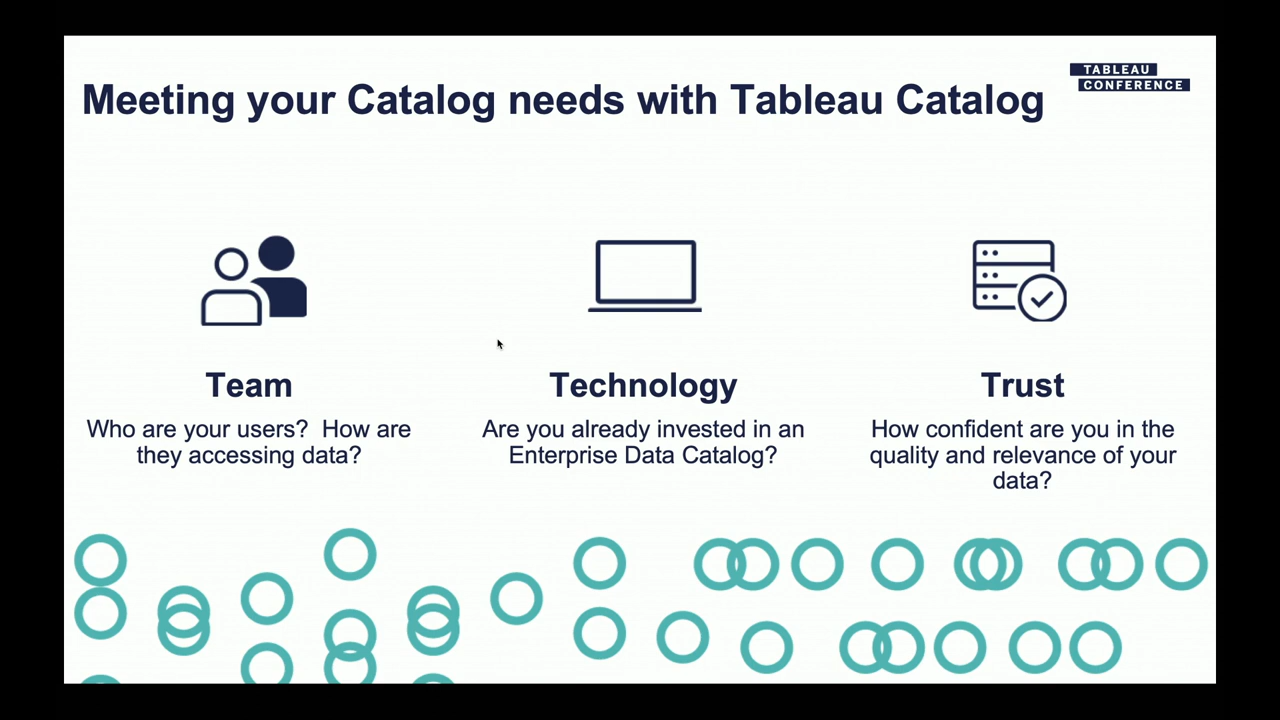 TABLEAU
CONFERENCE
Meeting your Catalog needs with Tableau Catalog
Team
Who are your users?  How are
they accessing data?
Technology
Are you already invested in an
Enterprise Data Catalog?
Trust
How confident are you in the
quality and relevance of your
data?